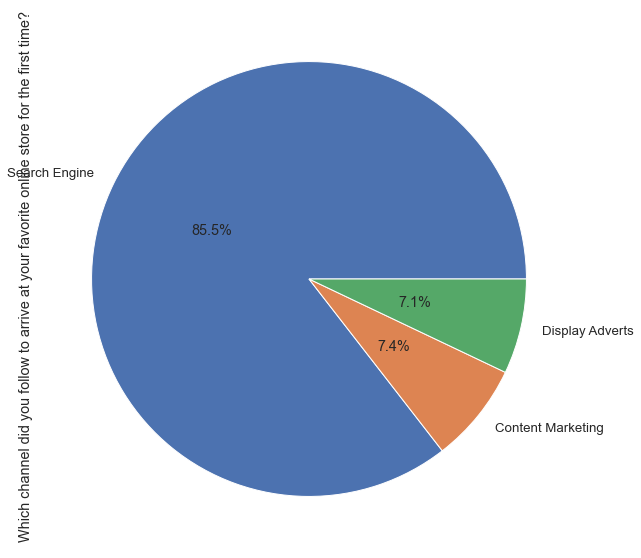 Which channel did you follow to arrive at your favorite online store for the first time?
Search Engine
85.5%
7.1%
Display Adverts
7.4%
Content Marketing